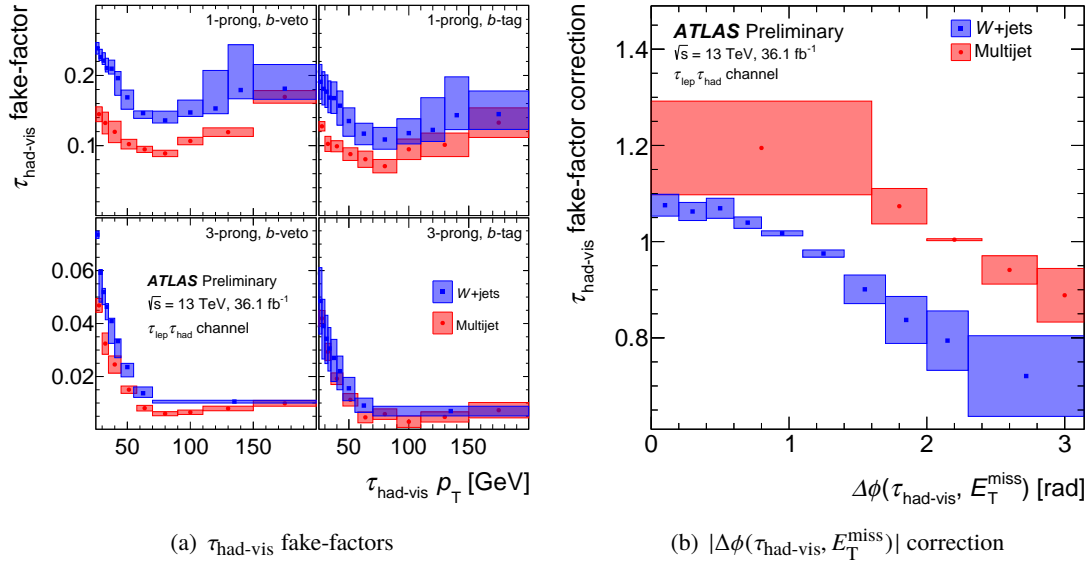 1-prong, b-veto
1-prong, b-tag
0.2
0.1
τhad-vis fake-factor
3-prong, b-veto
3-prong, b-tag
0.06
0.04
0.02
ATLAS Preliminary
√s = 13 TeV, 36.1 fb⁻¹
τlepτhad channel
W+jets
Multijet
50 100 150 50 100 150
τhad-vis pT [GeV]
(a) τhad-vis fake-factors
τhad-vis fake-factor correction
1.4
1.2
1
0.8
ATLAS Preliminary
√s = 13 TeV, 36.1 fb⁻¹
τlepτhad channel
W+jets
Multijet
0 1 2 3
Δϕ(τhad-vis, ETmiss) [rad]
(b) |Δϕ(τhad-vis, ETmiss)| correction